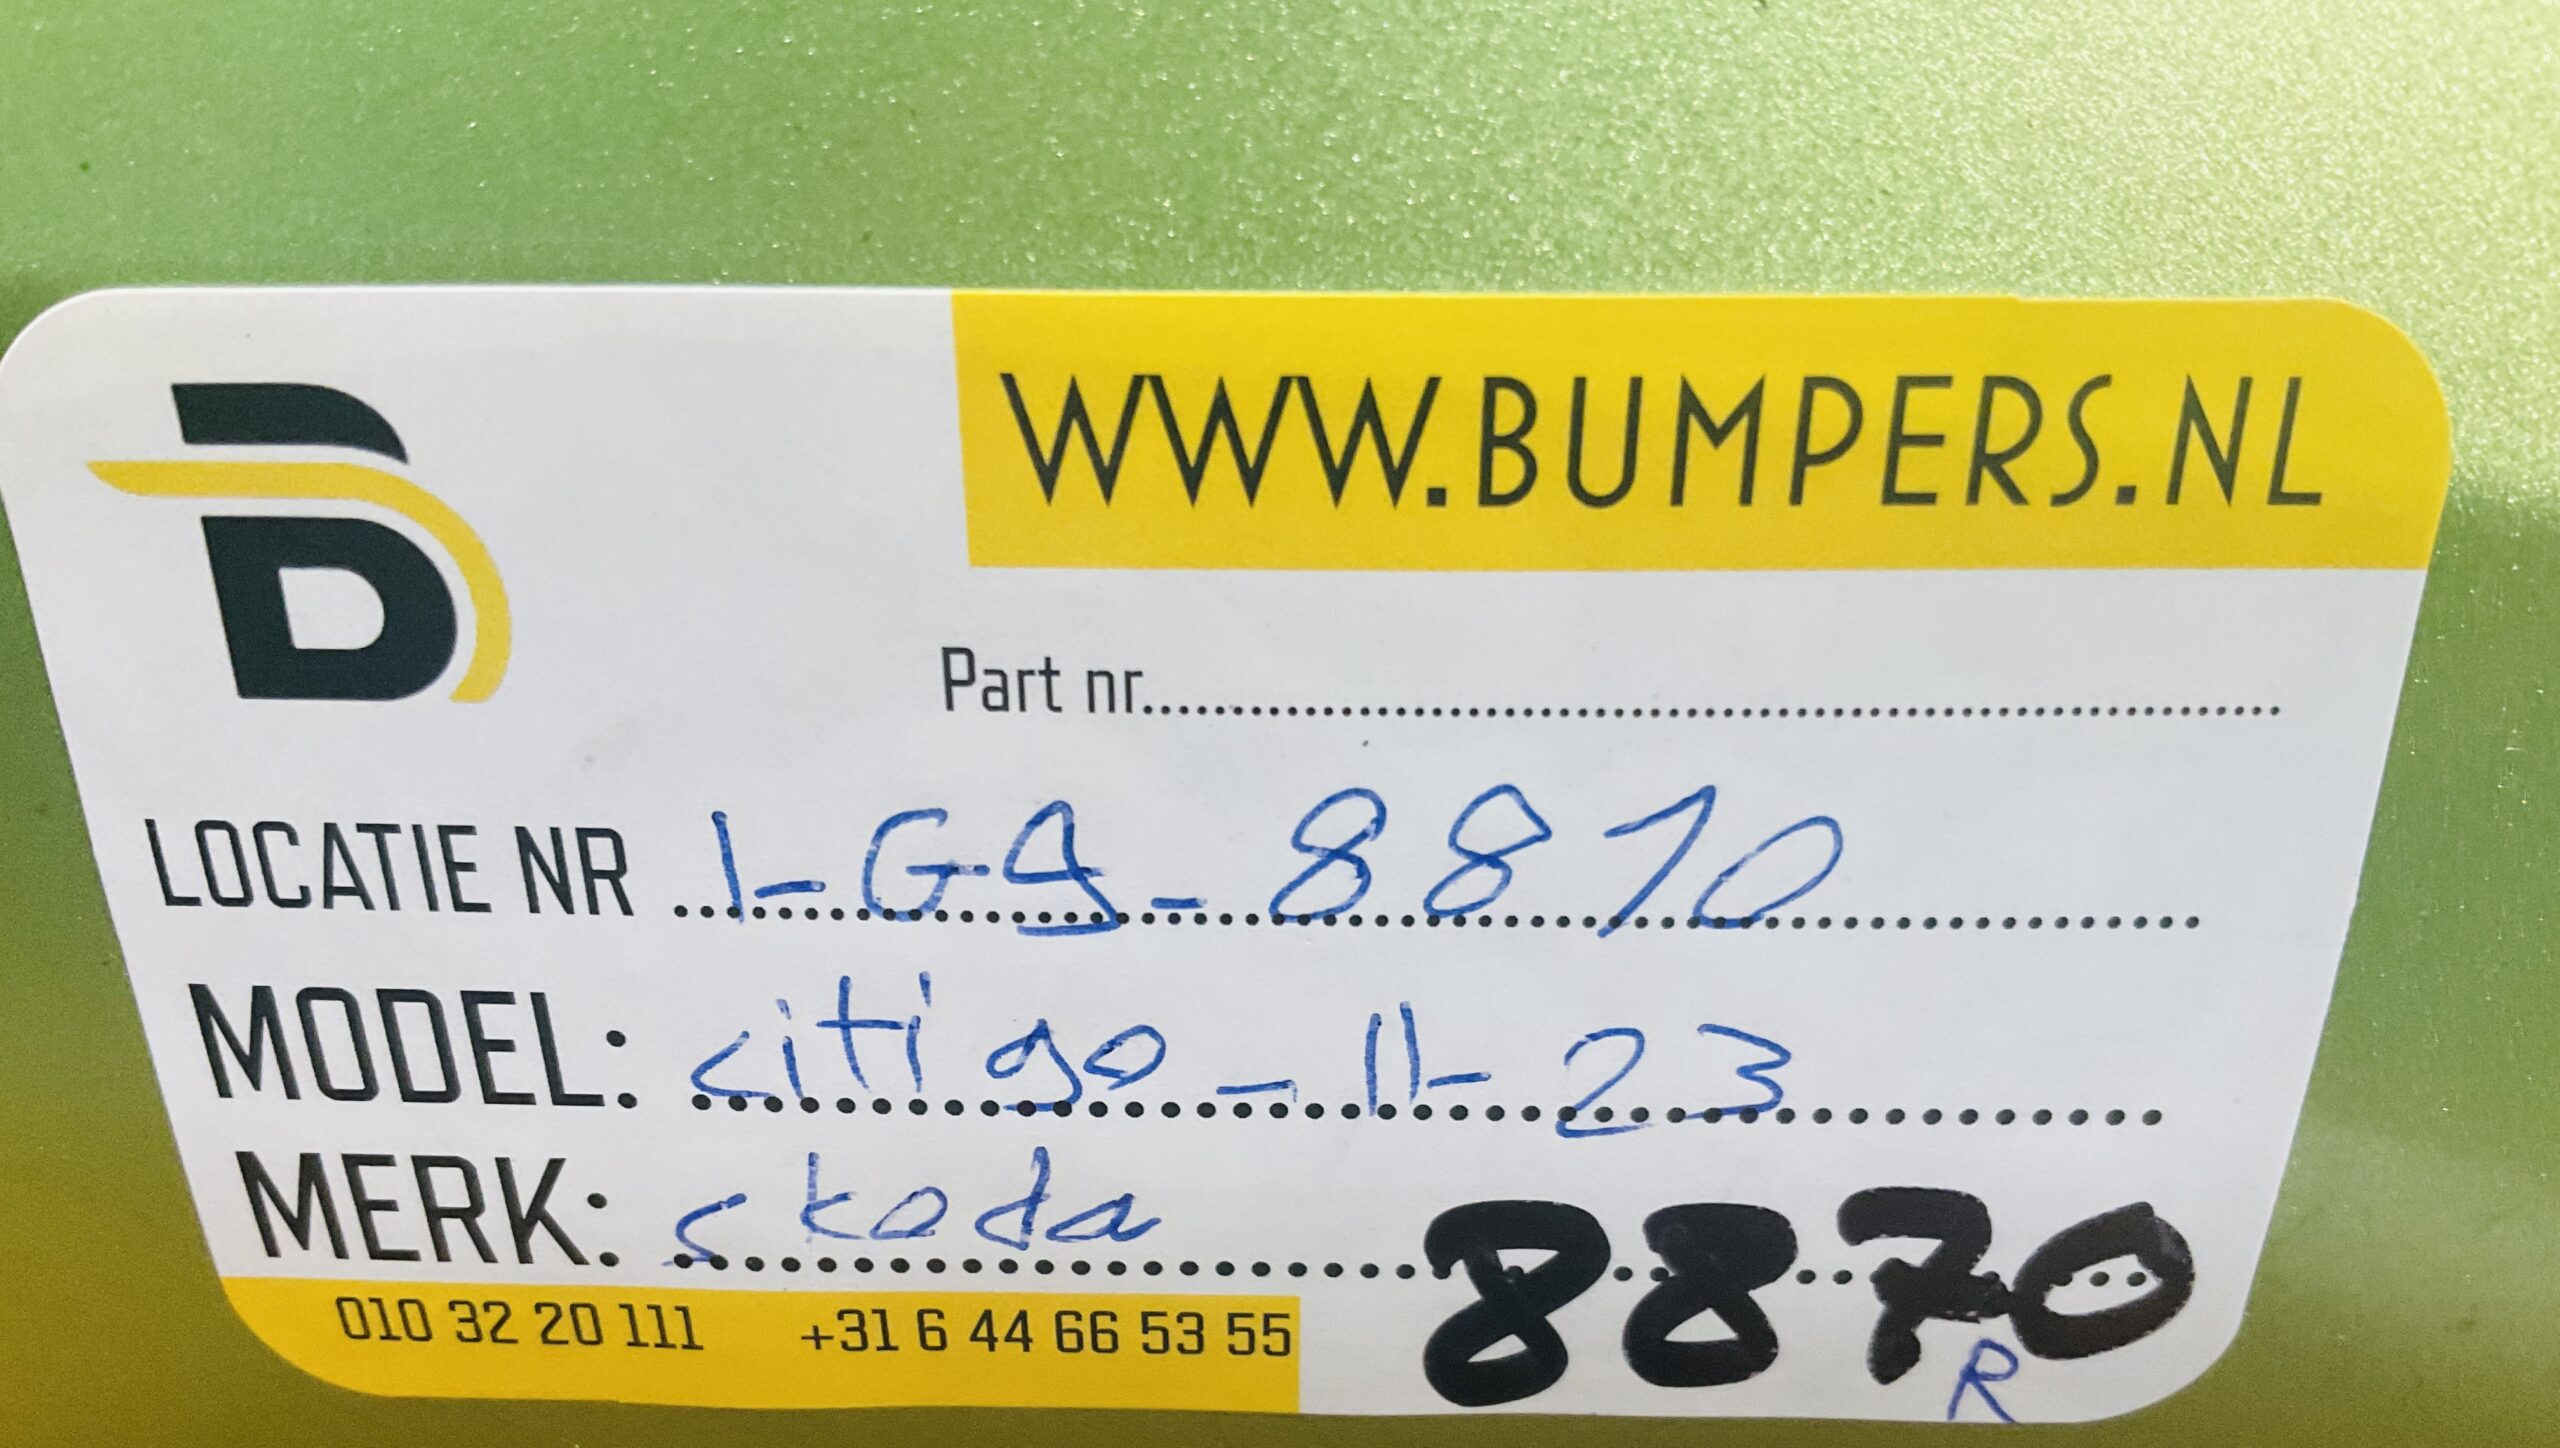 WWW.BUMPERS.NL
Part nr.
LOCATIE NR 1-G9-8870
MODEL: citigo-11-23
MERK: skoda
8870
010 32 20 111 +31 6 44 66 53 55
R